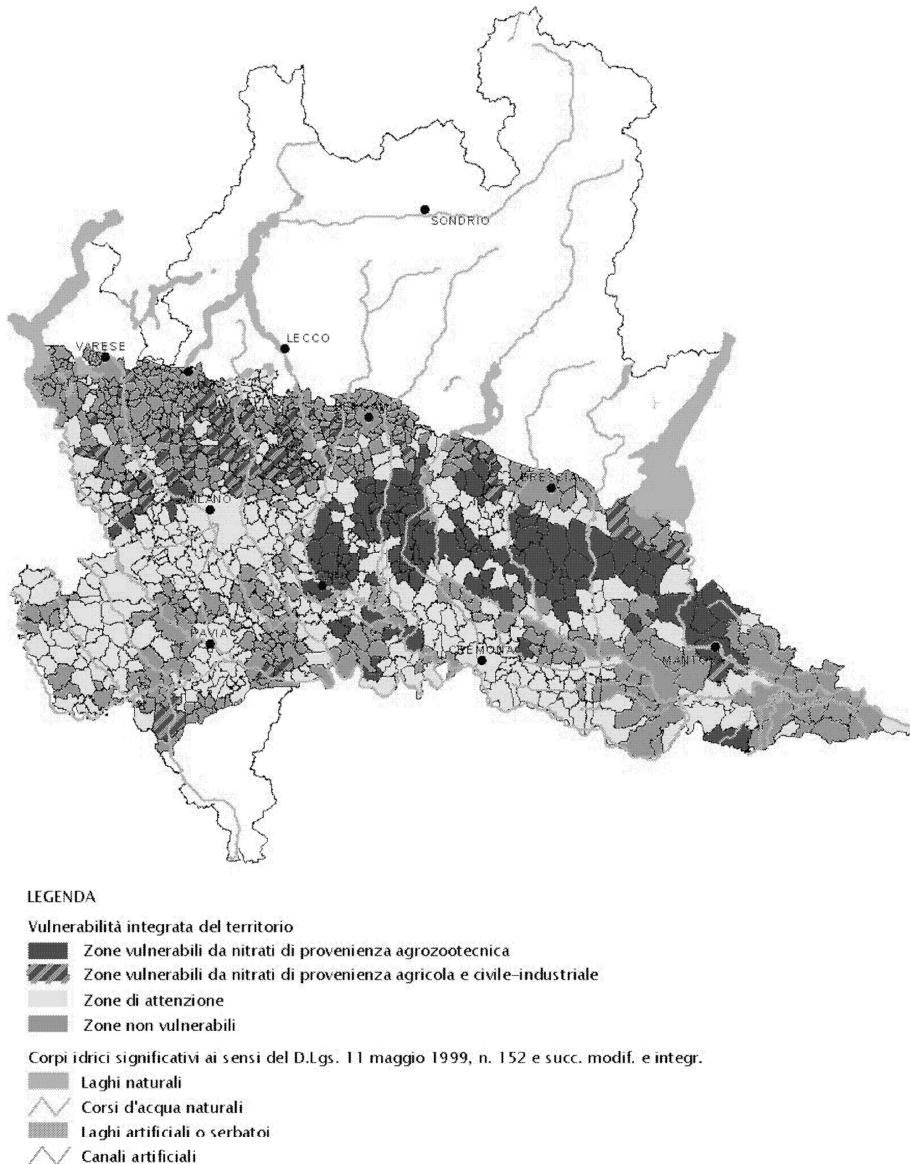 SONDRIO
LECCO
VARESE
BRESCIA
PAVIA
CREMONA
LEGENDA
Vulnerabilità integrata del territorio
Zone vulnerabili da nitrati di provenienza agrozootecnica
Zone vulnerabili da nitrati di provenienza agricola e civile-industriale
Zone di attenzione
Zone non vulnerabili
Corpi idrici significativi ai sensi del D.Lgs. 11 maggio 1999, n. 152 e succ. modif. e integr.
Laghi naturali
Corsi d'acqua naturali
Laghi artificiali o serbatoi
Canali artificiali